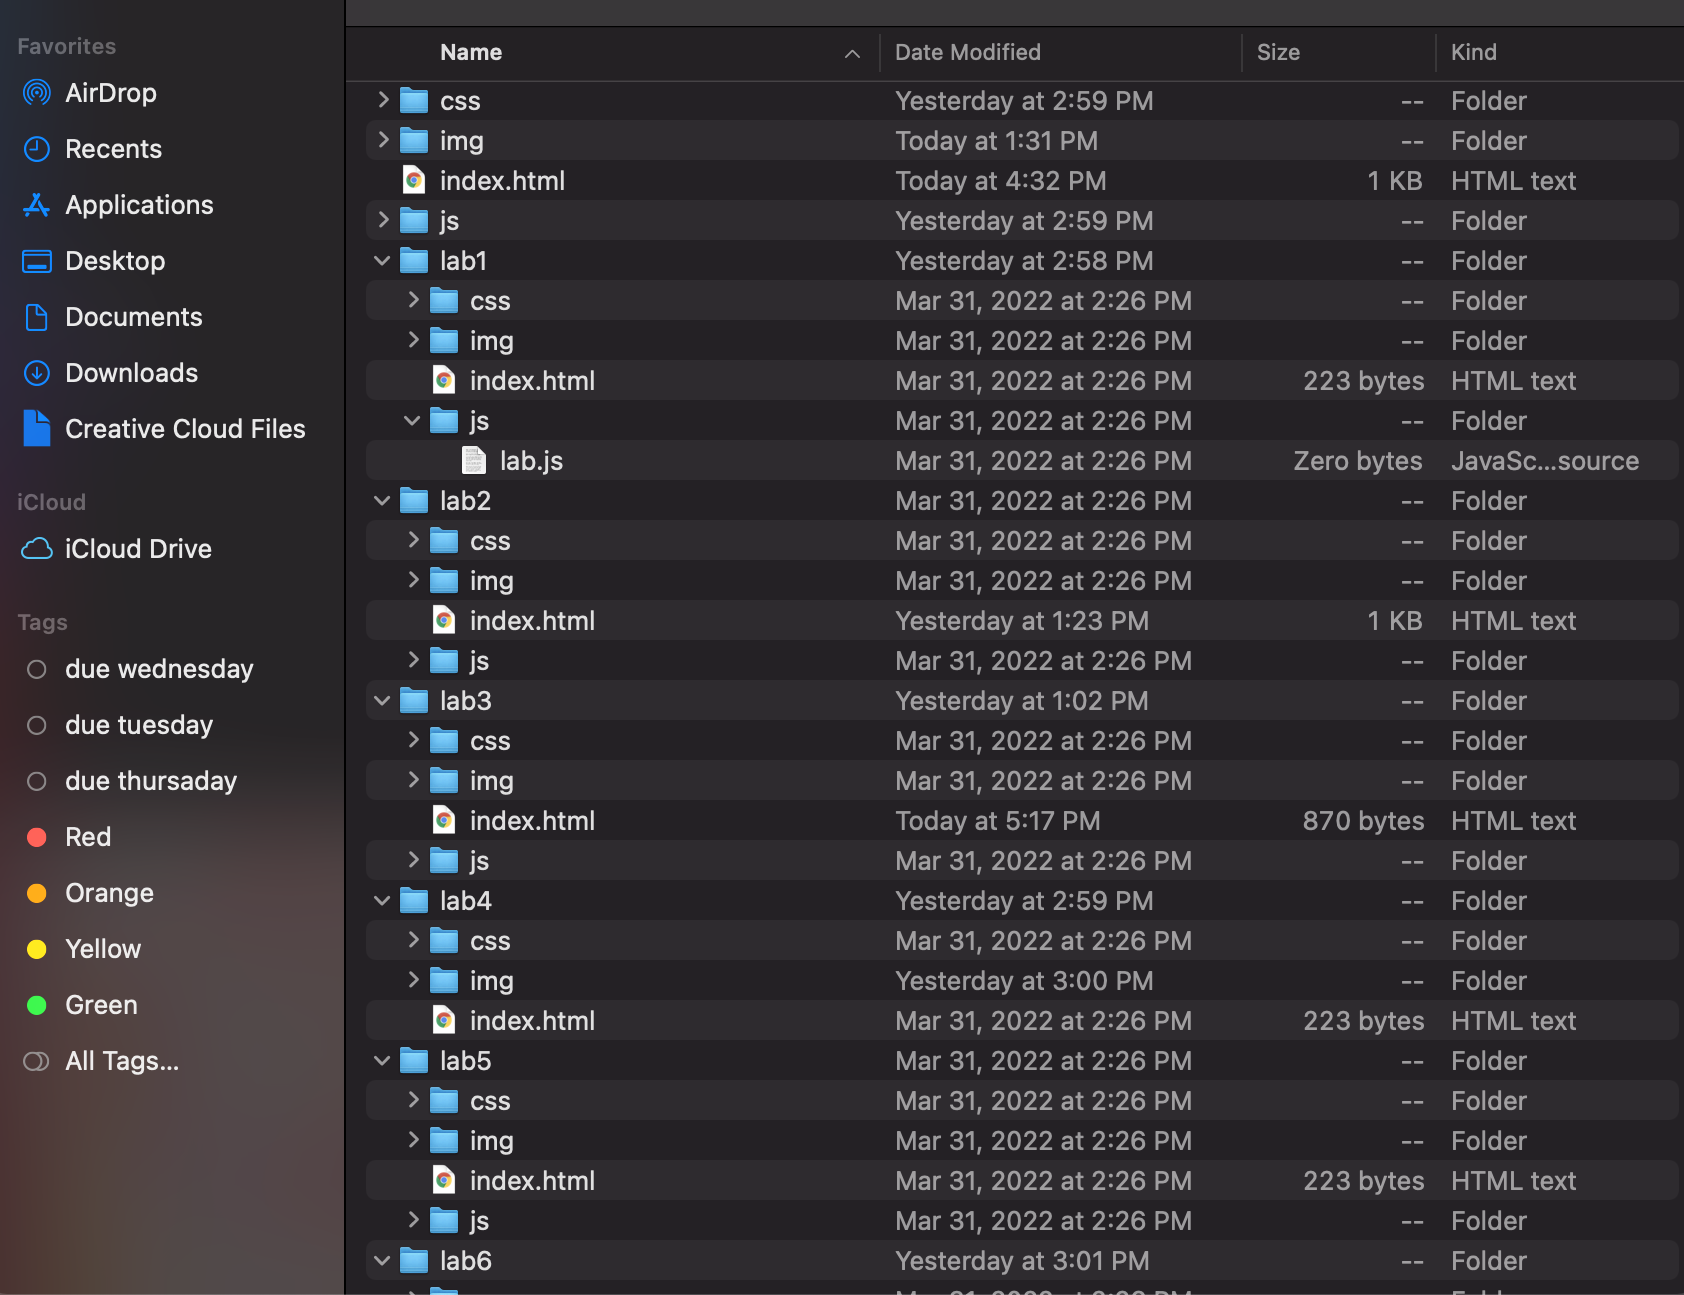 Favorites
AirDrop
Recents
Applications
Desktop
Documents
Downloads
Creative Cloud Files
iCloud
iCloud Drive
Tags
due wednesday
due tuesday
due thursaday
Red
Orange
Yellow
Green
All Tags...
Name Date Modified Size Kind
css Yesterday at 2:59 PM -- Folder
img Today at 1:31 PM -- Folder
index.html Today at 4:32 PM 1 KB HTML text
js Yesterday at 2:59 PM -- Folder
lab1 Yesterday at 2:58 PM -- Folder
css Mar 31, 2022 at 2:26 PM -- Folder
img Mar 31, 2022 at 2:26 PM -- Folder
index.html Mar 31, 2022 at 2:26 PM 223 bytes HTML text
js Mar 31, 2022 at 2:26 PM -- Folder
lab.js Mar 31, 2022 at 2:26 PM Zero bytes JavaSc...source
lab2 Mar 31, 2022 at 2:26 PM -- Folder
css Mar 31, 2022 at 2:26 PM -- Folder
img Mar 31, 2022 at 2:26 PM -- Folder
index.html Yesterday at 1:23 PM 1 KB HTML text
js Mar 31, 2022 at 2:26 PM -- Folder
lab3 Yesterday at 1:02 PM -- Folder
css Mar 31, 2022 at 2:26 PM -- Folder
img Mar 31, 2022 at 2:26 PM -- Folder
index.html Today at 5:17 PM 870 bytes HTML text
js Mar 31, 2022 at 2:26 PM -- Folder
lab4 Yesterday at 2:59 PM -- Folder
css Mar 31, 2022 at 2:26 PM -- Folder
img Yesterday at 3:00 PM -- Folder
index.html Mar 31, 2022 at 2:26 PM 223 bytes HTML text
lab5 Mar 31, 2022 at 2:26 PM -- Folder
css Mar 31, 2022 at 2:26 PM -- Folder
img Mar 31, 2022 at 2:26 PM -- Folder
index.html Mar 31, 2022 at 2:26 PM 223 bytes HTML text
js Mar 31, 2022 at 2:26 PM -- Folder
lab6 Yesterday at 3:01 PM -- Folder